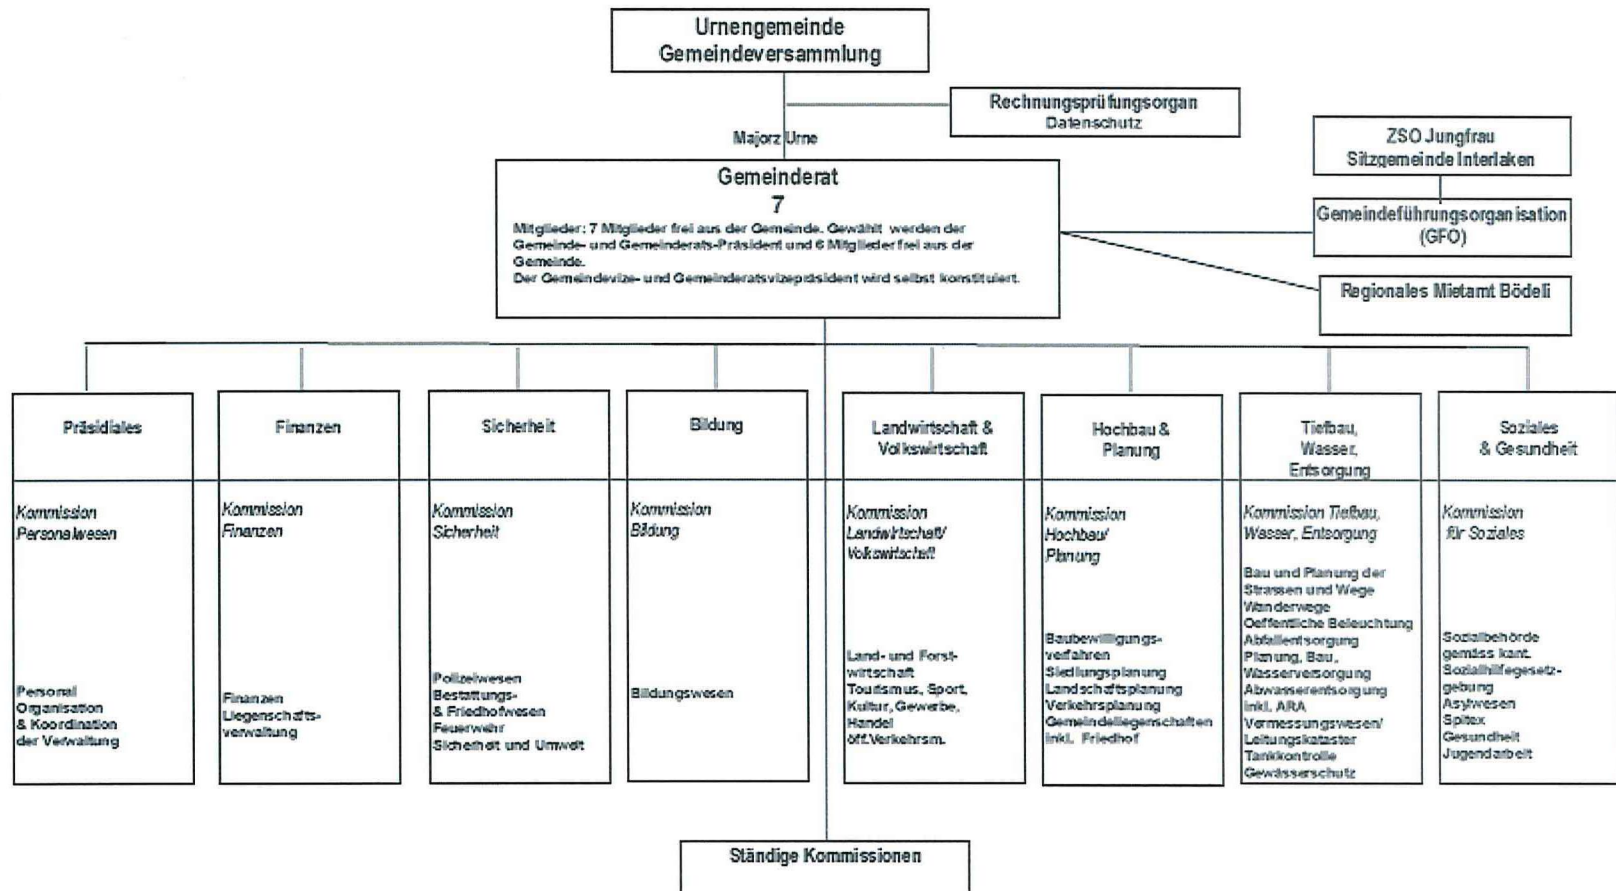 Urnengemeinde
Gemeindeversammlung
Rechnungsprüfungsorgan
Datenschutz
Majorz Urne
ZSO Jungfrau
Sitzgemeinde Interlaken
Gemeinderat
7
Mitglieder: 7 Mitglieder frei aus der Gemeinde. Gewählt werden der
Gemeinde- und Gemeinderats-Präsident und 6 Mitglieder frei aus der
Gemeinde.
Der Gemeindevize- und Gemeinderatsvizepräsident wird selbst konstituiert.
Gemeindeführungsorganisation
(GFO)
Regionales Mietamt Bödeli
Präsidiales
Kommission
Personalwesen
Personal
Organisation
& Koordination
der Verwaltung
Finanzen
Kommission
Finanzen
Finanzen
Liegenschafts-
verwaltung
Sicherheit
Kommission
Sicherheit
Polizeiwesen
Bestattungs-
& Friedhofwesen
Feuerwehr
Sicherheit und Umwelt
Bildung
Kommission
Bildung
Bildungswesen
Landwirtschaft &
Volkswirtschaft
Kommission
Landwirtschaft/
Volkswirtschaft
Land- und Forst-
wirtschaft
Tourismus, Sport,
Kultur, Gewerbe,
Handel
öff.Verkehrsm.
Hochbau &
Planung
Kommission
Hochbau/
Planung
Baubewilligungs-
verfahren
Siedlungsplanung
Landschaftsplanung
Verkehrsplanung
Gemeindeliegenschaften
inkl. Friedhof
Tiefbau,
Wasser,
Entsorgung
Kommission Tiefbau,
Wasser, Entsorgung
Bau und Planung der
Strassen und Wege
Wanderwege
Oeffentliche Beleuchtung
Abfallentsorgung
Planung, Bau,
Wasserversorgung
Abwasserentsorgung
inkl. ARA
Vermessungswesen/
Leitungskataster
Tankkontrolle
Gewässerschutz
Soziales
& Gesundheit
Kommission
für Soziales
Sozialbehörde
gemäss kant.
Sozialhilfegesetz-
gebung
Asylwesen
Spitex
Gesundheit
Jugendarbeit
Ständige Kommissionen